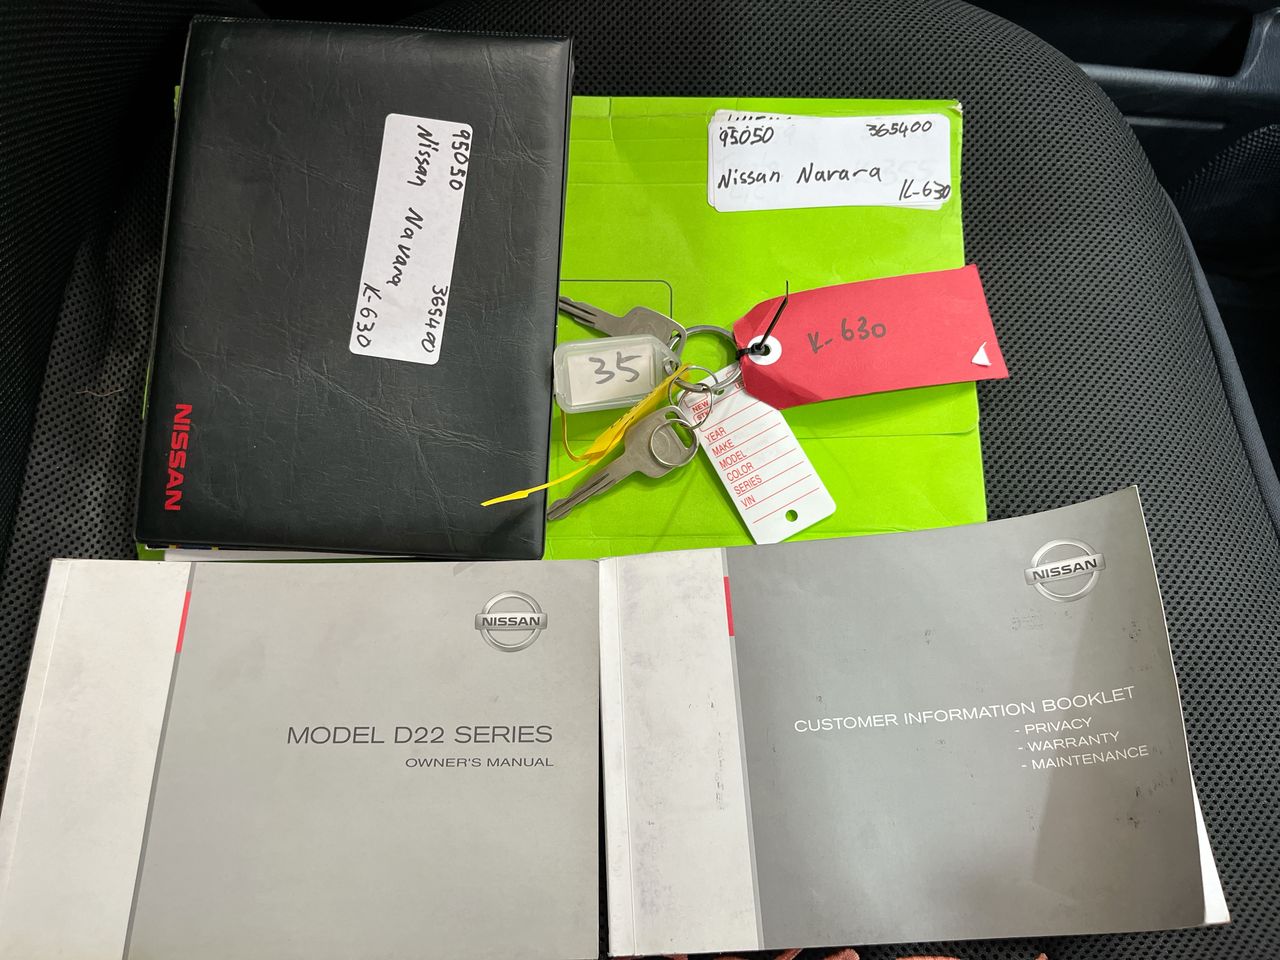 95050 365400
Nissan Navara
K-630
NISSAN
95050 365400
Nissan Navara
K-630
K-630
35
NEW
YEAR
MAKE
MODEL
COLOR
SERIES
VIN
NISSAN
MODEL D22 SERIES
OWNER'S MANUAL
NISSAN
CUSTOMER INFORMATION BOOKLET
- PRIVACY
- WARRANTY
- MAINTENANCE